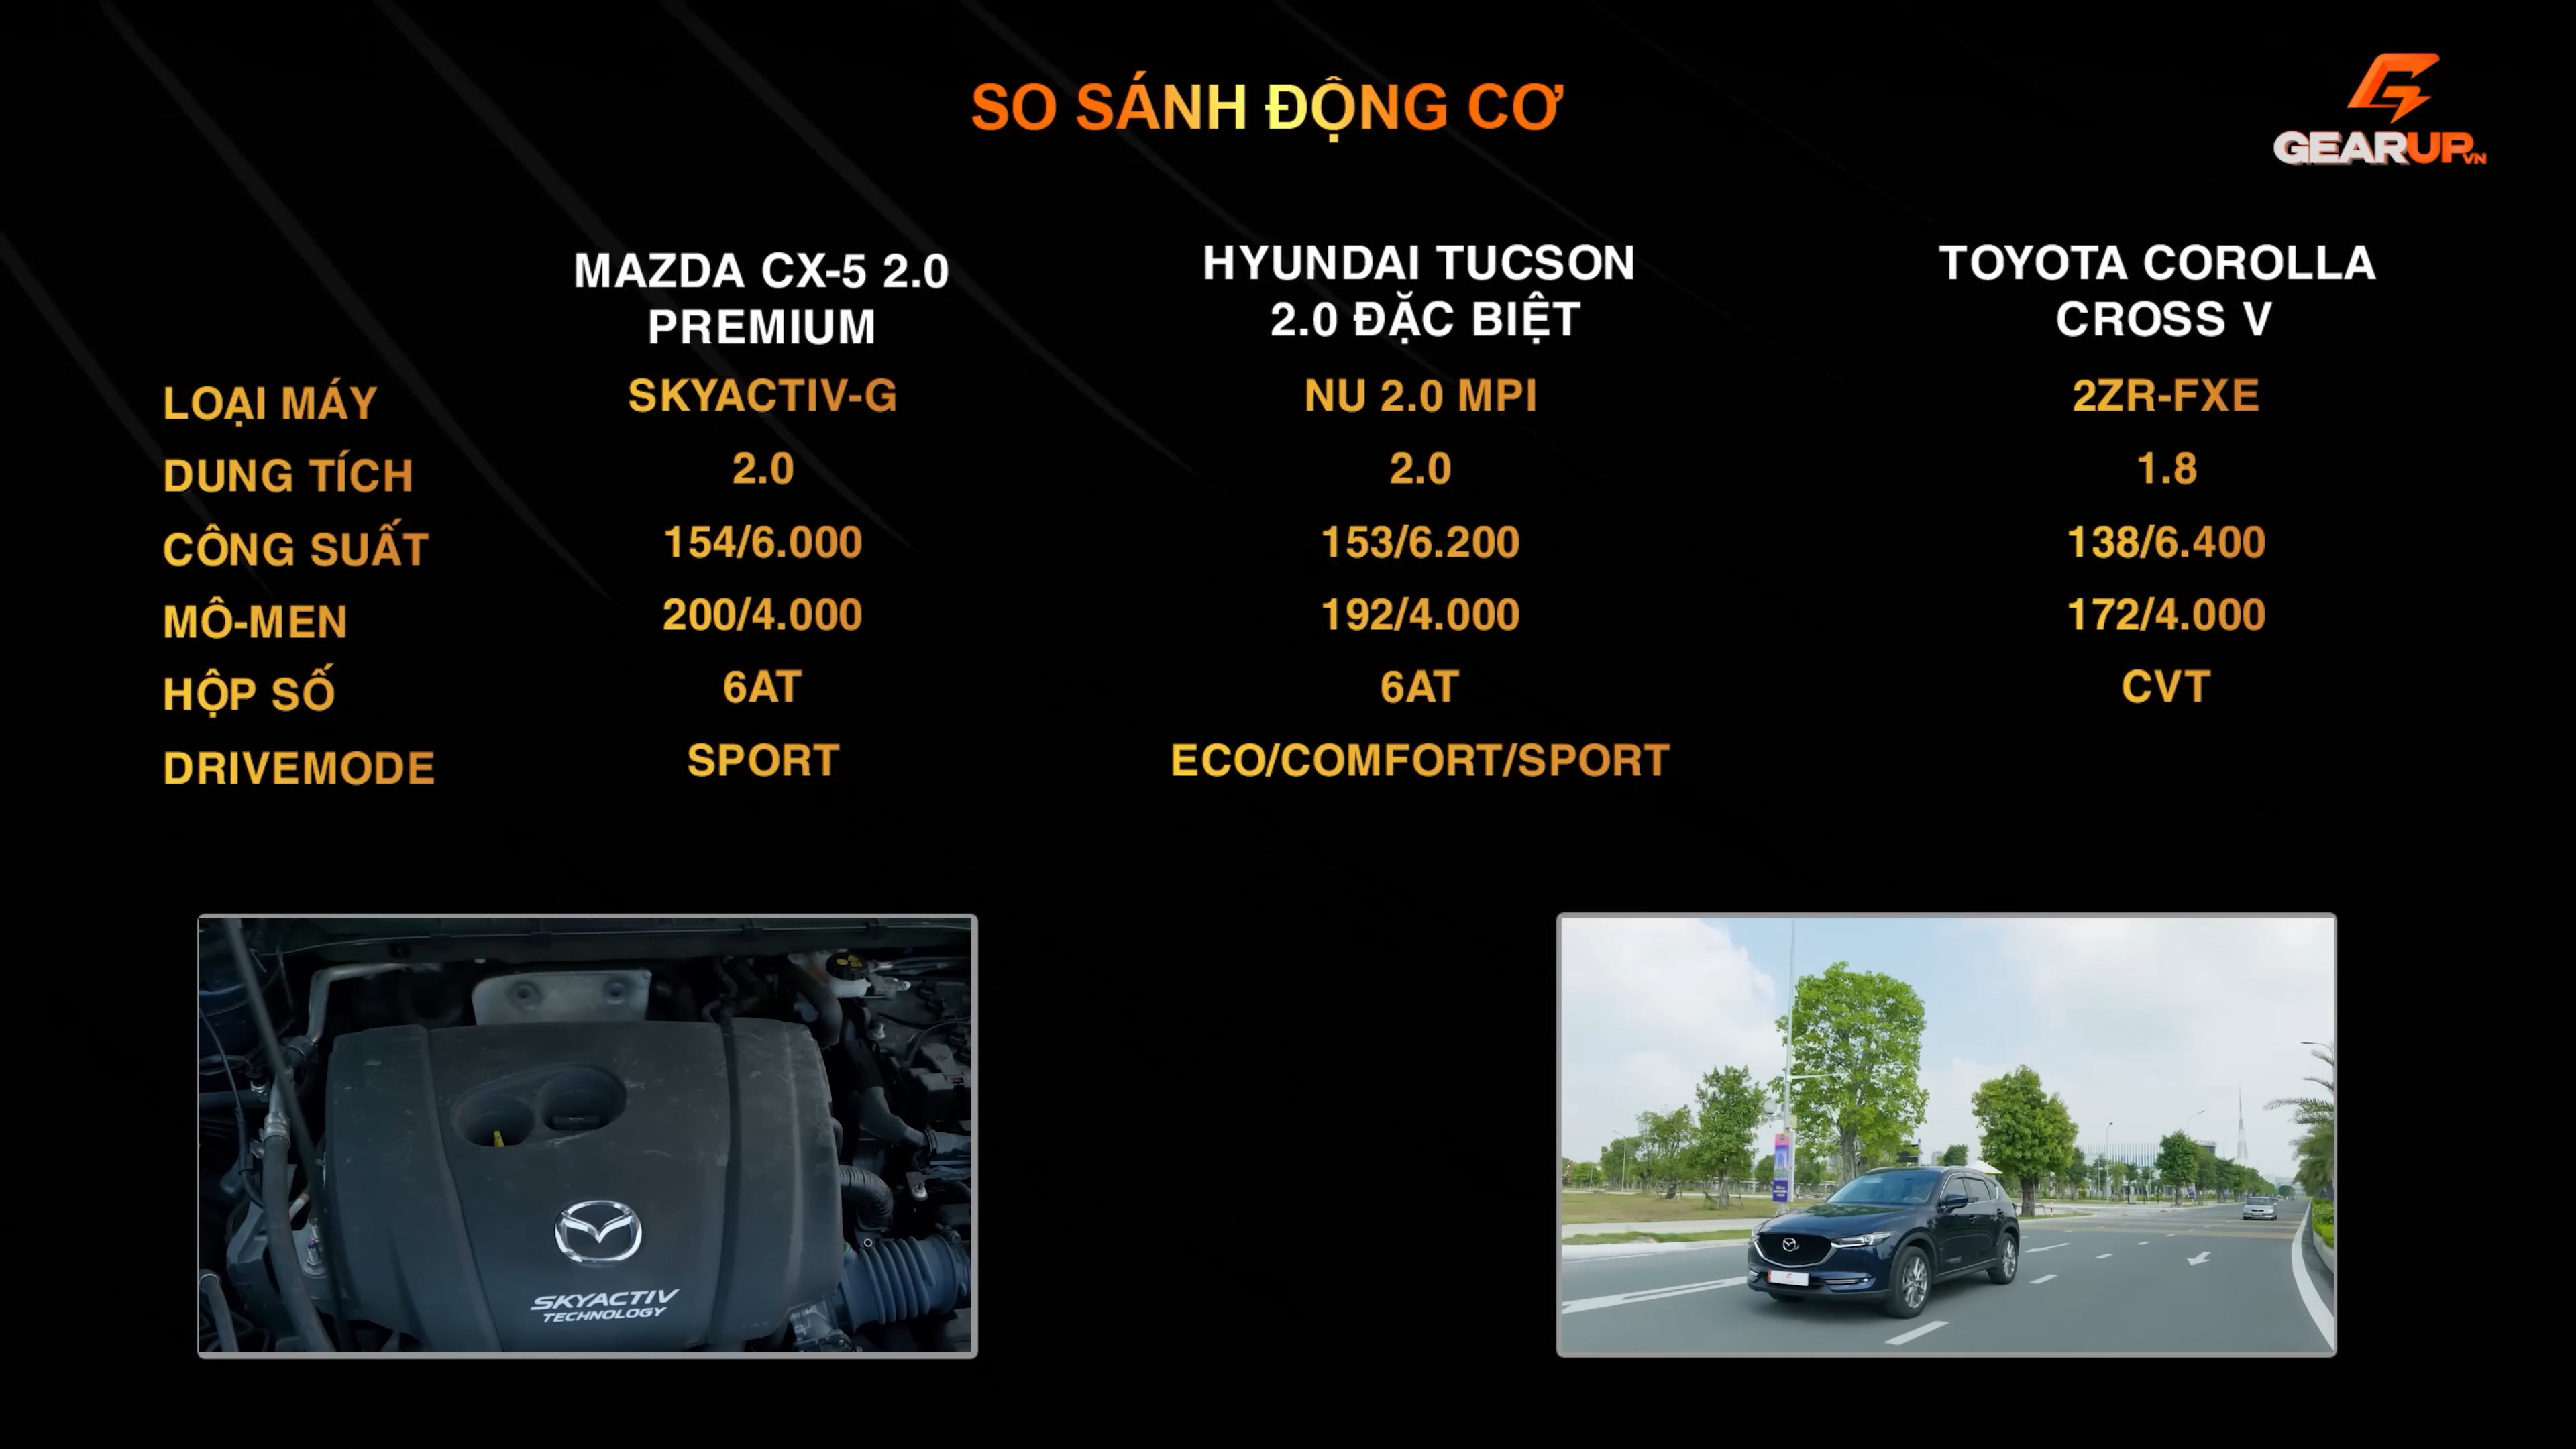 SO SÁNH ĐỘNG CƠ
GEARUP.VN
MAZDA CX-5 2.0
PREMIUM
HYUNDAI TUCSON
2.0 ĐẶC BIỆT
TOYOTA COROLLA
CROSS V
LOẠI MÁY SKYACTIV-G NU 2.0 MPI 2ZR-FXE
DUNG TÍCH 2.0 2.0 1.8
CÔNG SUẤT 154/6.000 153/6.200 138/6.400
MÔ-MEN 200/4.000 192/4.000 172/4.000
HỘP SỐ 6AT 6AT CVT
DRIVEMODE SPORT ECO/COMFORT/SPORT
SKYACTIV
TECHNOLOGY